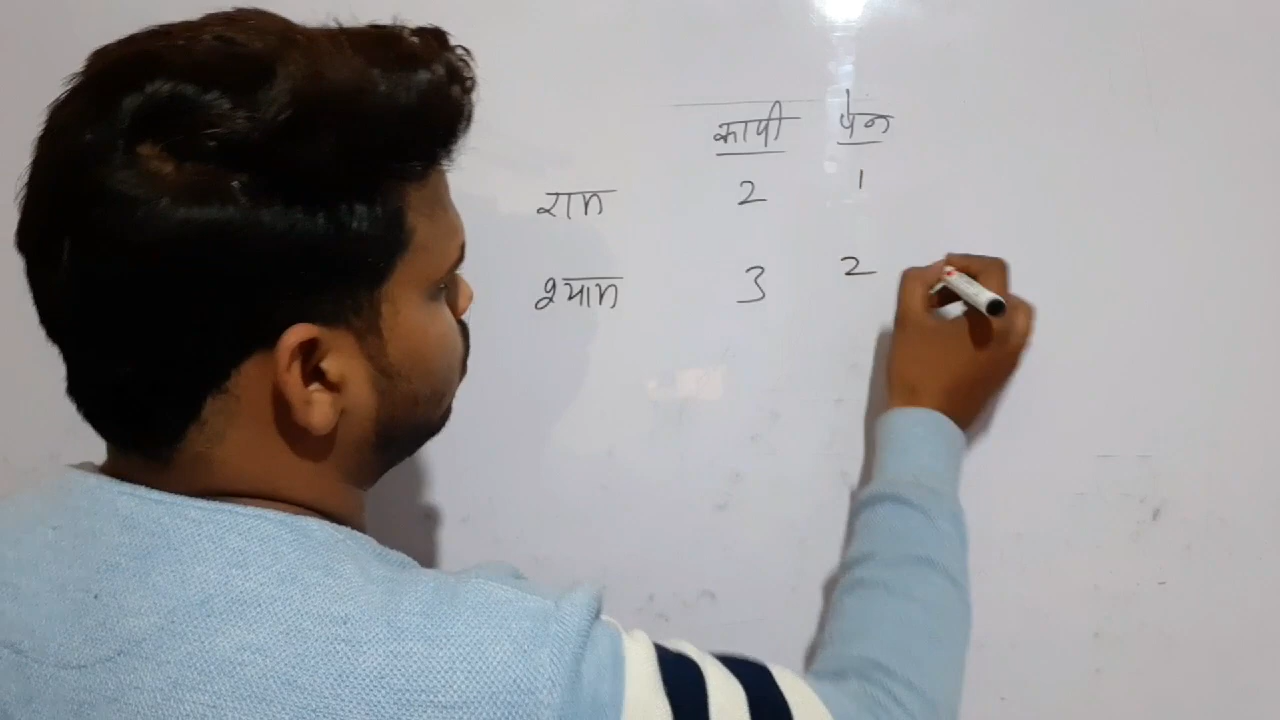 कापी पेन
राम 2 1
श्याम 3 2